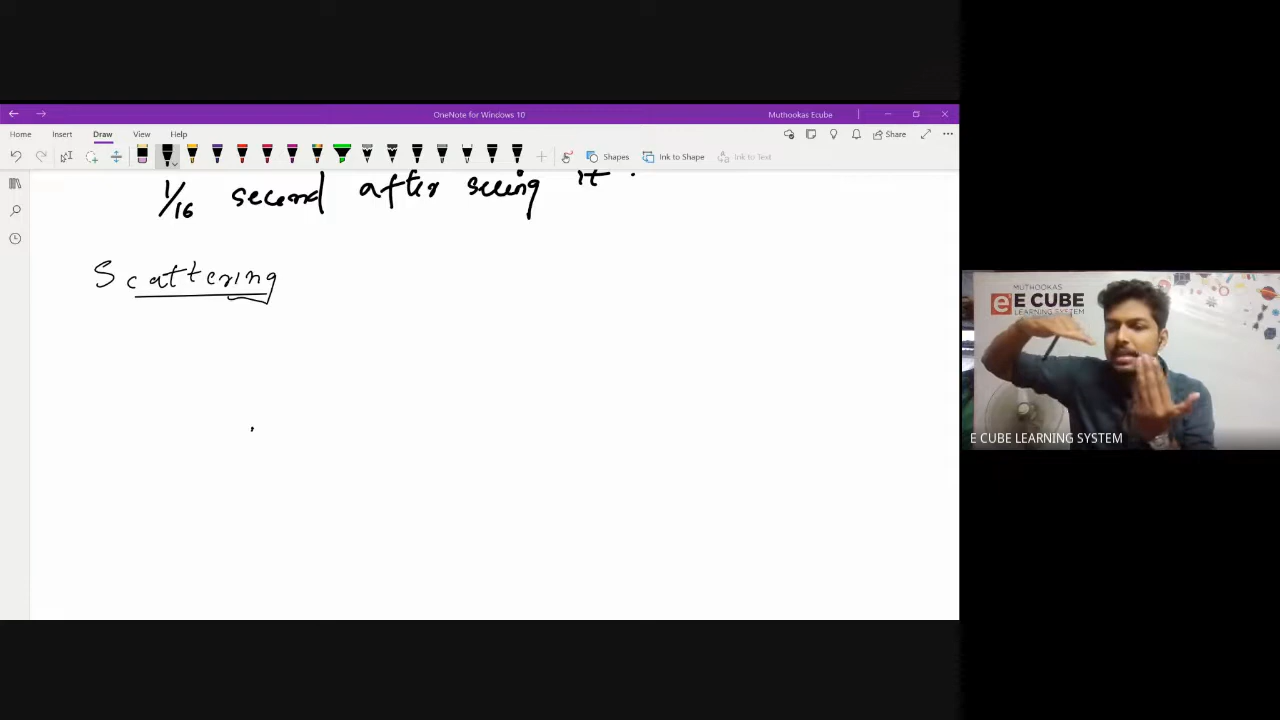 OneNote for Windows 10
Muthookas Ecube
Home Insert Draw View Help
Share
Shapes Ink to Shape Ink to Text
1/16 second after seeing it.
Scattering
MUTHOOKAS
e E CUBE
LEARNING SYSTEM
E CUBE LEARNING SYSTEM